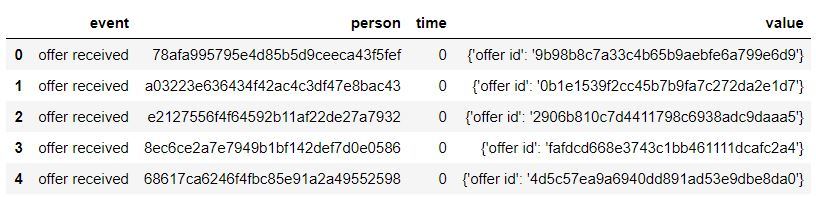 event person time value
0 offer received 78afa995795e4d85b5d9ceeca43f5fef 0 {'offer id': '9b98b8c7a33c4b65b9aebfe6a799e6d9'}
1 offer received a03223e636434f42ac4c3df47e8bac43 0 {'offer id': '0b1e1539f2cc45b7b9fa7c272da2e1d7'}
2 offer received e2127556f4f64592b11af22de27a7932 0 {'offer id': '2906b810c7d4411798c6938adc9daaa5'}
3 offer received 8ec6ce2a7e7949b1bf142def7d0e0586 0 {'offer id': 'fafdcd668e3743c1bb461111dcafc2a4'}
4 offer received 68617ca6246f4fbc85e91a2a49552598 0 {'offer id': '4d5c57ea9a6940dd891ad53e9dbe8da0'}